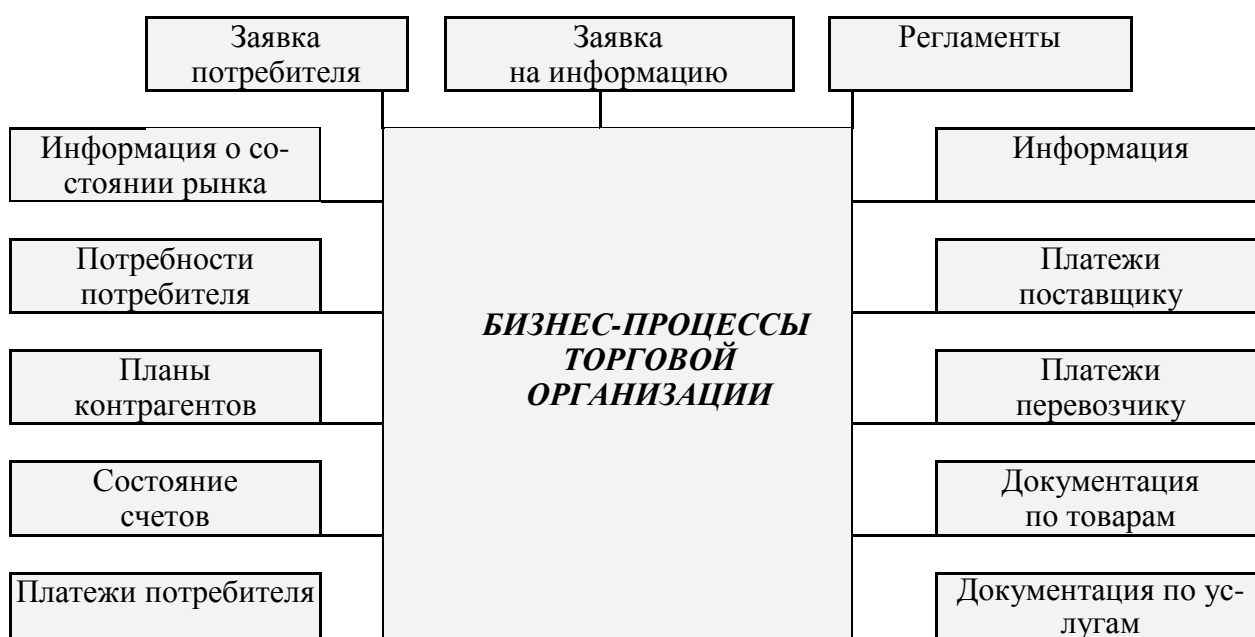 Заявка
потребителя
Заявка
на информацию
Регламенты
Информация о со-
стоянии рынка
Потребности
потребителя
Планы
контрагентов
Состояние
счетов
Платежи потребителя
БИЗНЕС-ПРОЦЕССЫ
ТОРГОВОЙ
ОРГАНИЗАЦИИ
Информация
Платежи
поставщику
Платежи
перевозчику
Документация
по товарам
Документация по ус-
лугам